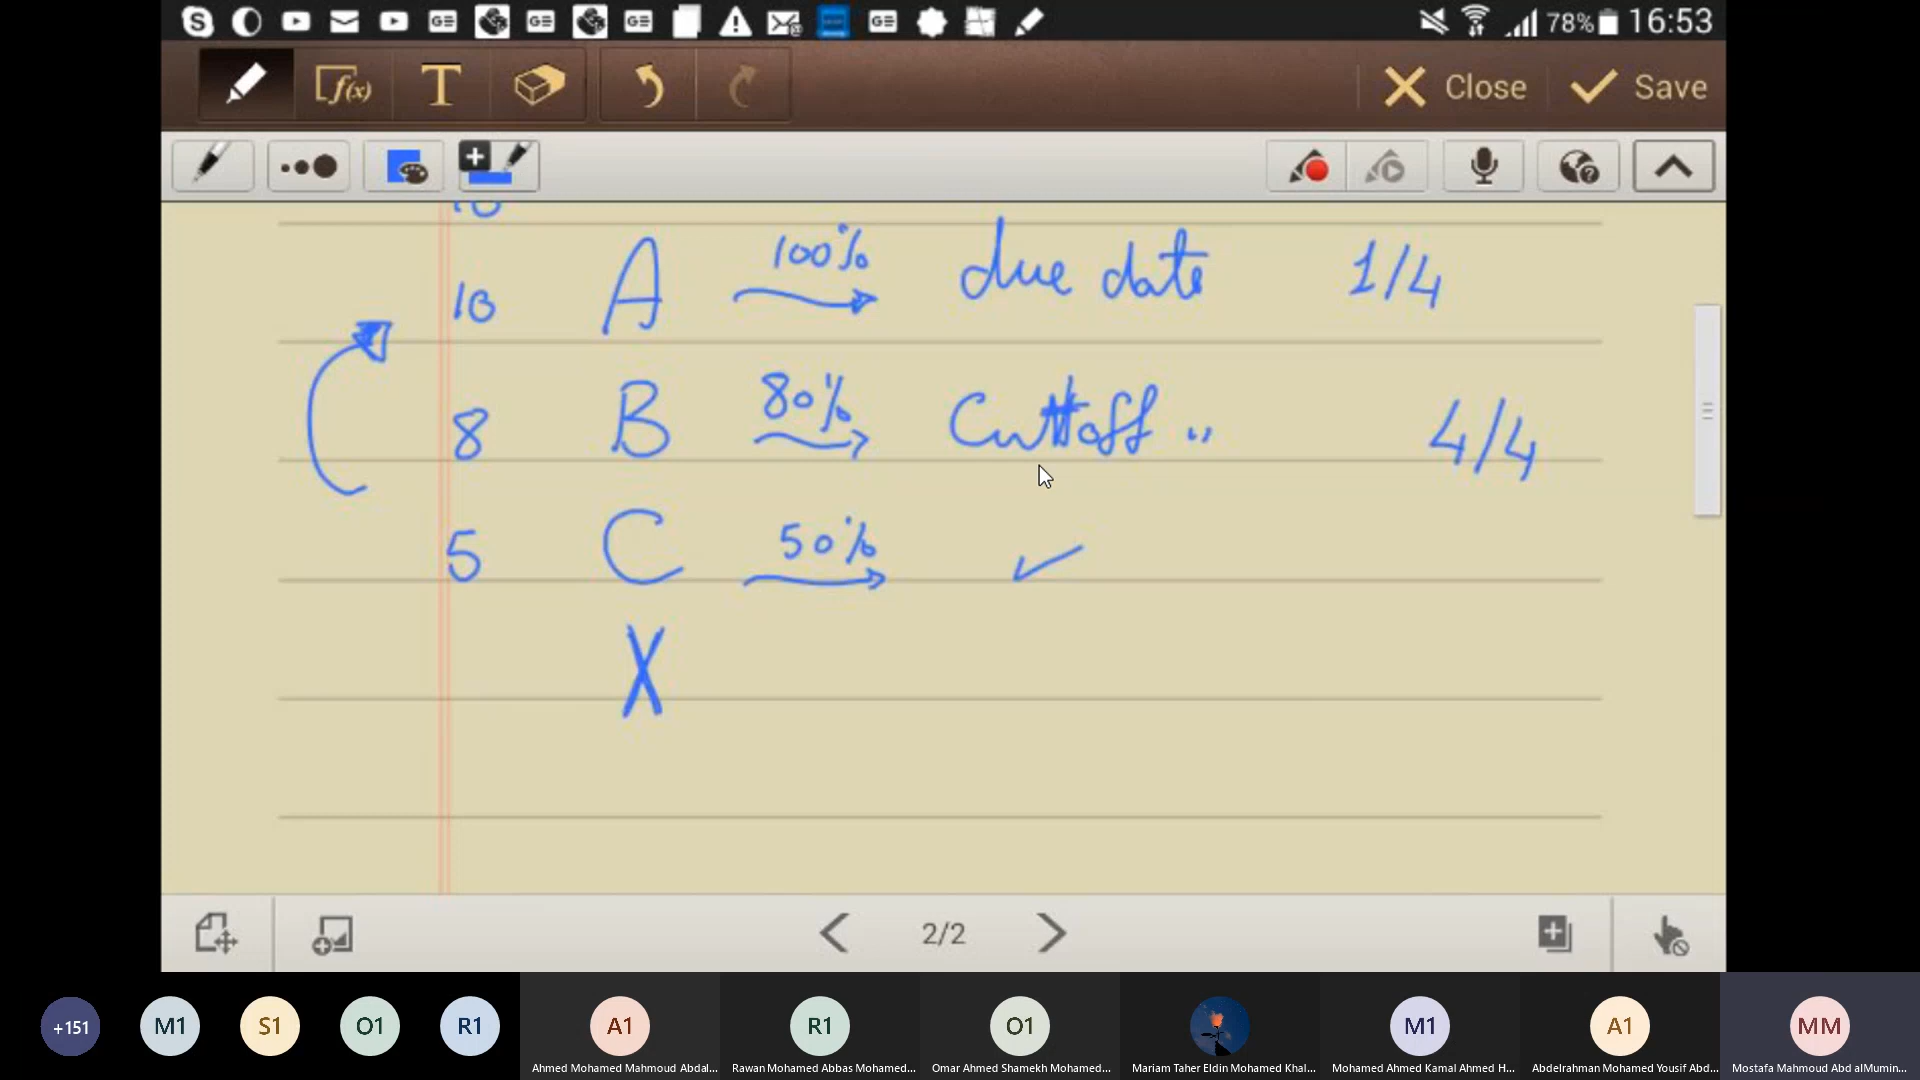 78% 16:53
f(x) T Close Save
10 A 100% due date 1/4
8 B 80% Cuttoff " 4/4
5 C 50% ✓
X
2/2
+151 M1 S1 O1 R1 A1 R1 O1 M1 A1 MM
Ahmed Mohamed Mahmoud Abdal... Rawan Mohamed Abbas Mohamed... Omar Ahmed Shamekh Mohamed... Mariam Taher Eldin Mohamed Khal... Mohamed Ahmed Kamal Ahmed H... Abdelrahman Mohamed Yousif Abd... Mostafa Mahmoud Abd alMumin...